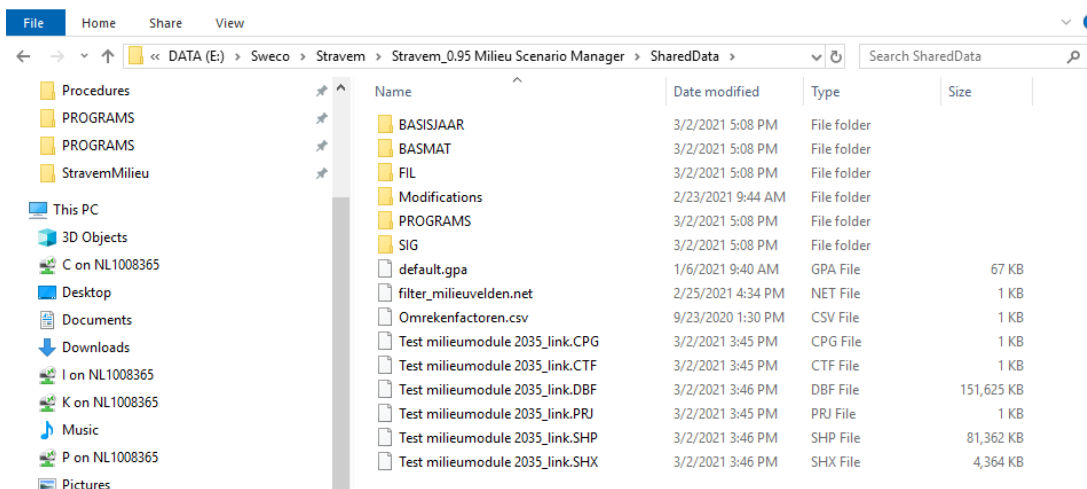 File Home Share View
« DATA (E:) › Sweco › Stravem › Stravem_0.95 Milieu Scenario Manager › SharedData › Search SharedData
Procedures
PROGRAMS
PROGRAMS
StravemMilieu
This PC
3D Objects
C on NL1008365
Desktop
Documents
Downloads
I on NL1008365
K on NL1008365
Music
P on NL1008365
Pictures
Name Date modified Type Size
BASISJAAR 3/2/2021 5:08 PM File folder
BASMAT 3/2/2021 5:08 PM File folder
FIL 3/2/2021 5:08 PM File folder
Modifications 2/23/2021 9:44 AM File folder
PROGRAMS 3/2/2021 5:08 PM File folder
SIG 3/2/2021 5:08 PM File folder
default.gpa 1/6/2021 9:40 AM GPA File 67 KB
filter_milieuvelden.net 2/25/2021 4:34 PM NET File 1 KB
Omrekenfactoren.csv 9/23/2020 1:30 PM CSV File 1 KB
Test milieumodule 2035_link.CPG 3/2/2021 3:45 PM CPG File 1 KB
Test milieumodule 2035_link.CTF 3/2/2021 3:45 PM CTF File 1 KB
Test milieumodule 2035_link.DBF 3/2/2021 3:46 PM DBF File 151,625 KB
Test milieumodule 2035_link.PRJ 3/2/2021 3:45 PM PRJ File 1 KB
Test milieumodule 2035_link.SHP 3/2/2021 3:46 PM SHP File 81,362 KB
Test milieumodule 2035_link.SHX 3/2/2021 3:46 PM SHX File 4,364 KB